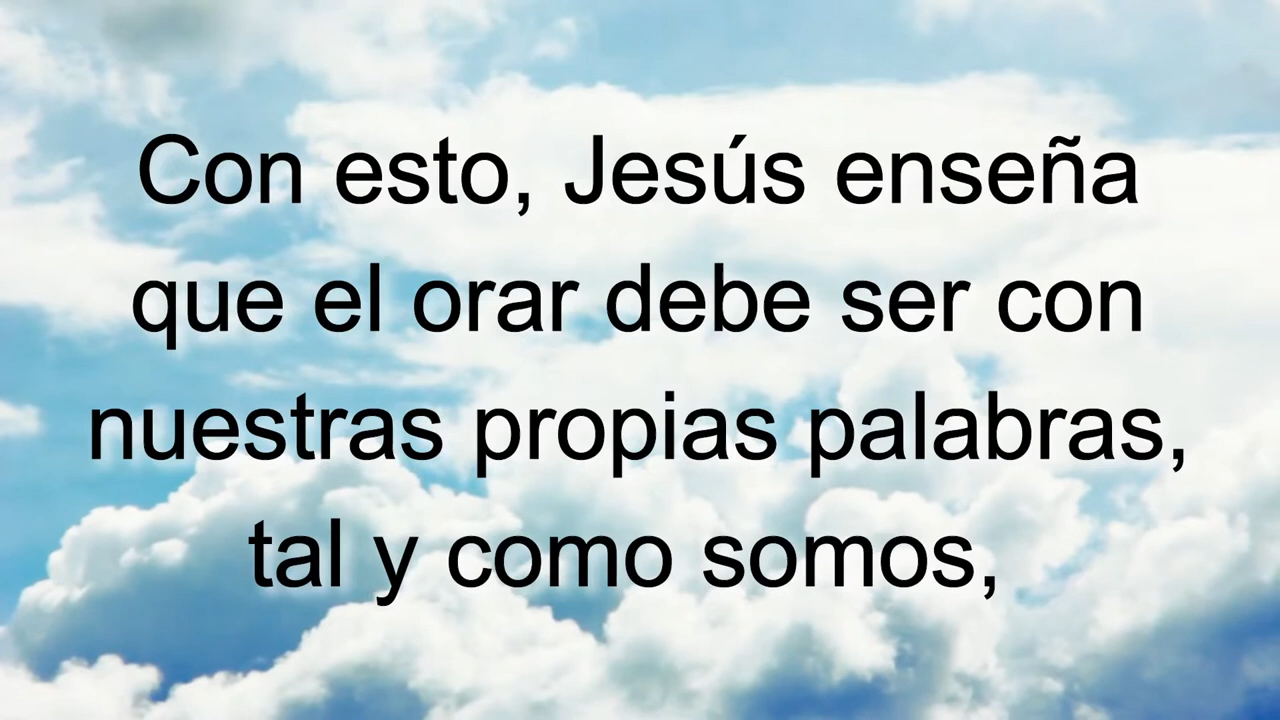 Con esto, Jesús enseña
que el orar debe ser con
nuestras propias palabras,
tal y como somos,